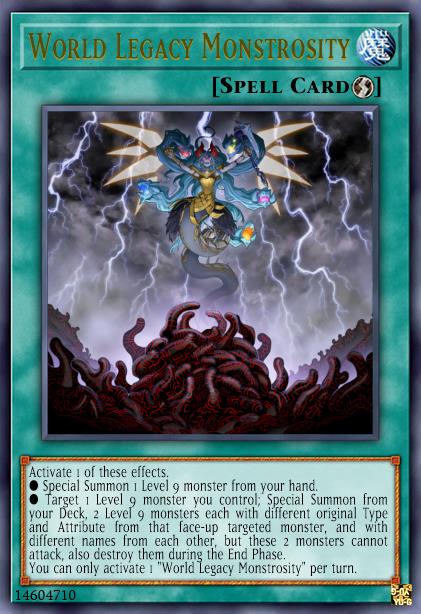 World Legacy Monstrosity 魔
[Spell Card]
Activate 1 of these effects.
● Special Summon 1 Level 9 monster from your hand.
● Target 1 Level 9 monster you control; Special Summon from
your Deck, 2 Level 9 monsters each with different original Type
and Attribute from that face-up targeted monster, and with
different names from each other, but these 2 monsters cannot
attack, also destroy them during the End Phase.
You can only activate 1 "World Legacy Monstrosity" per turn.
14604710